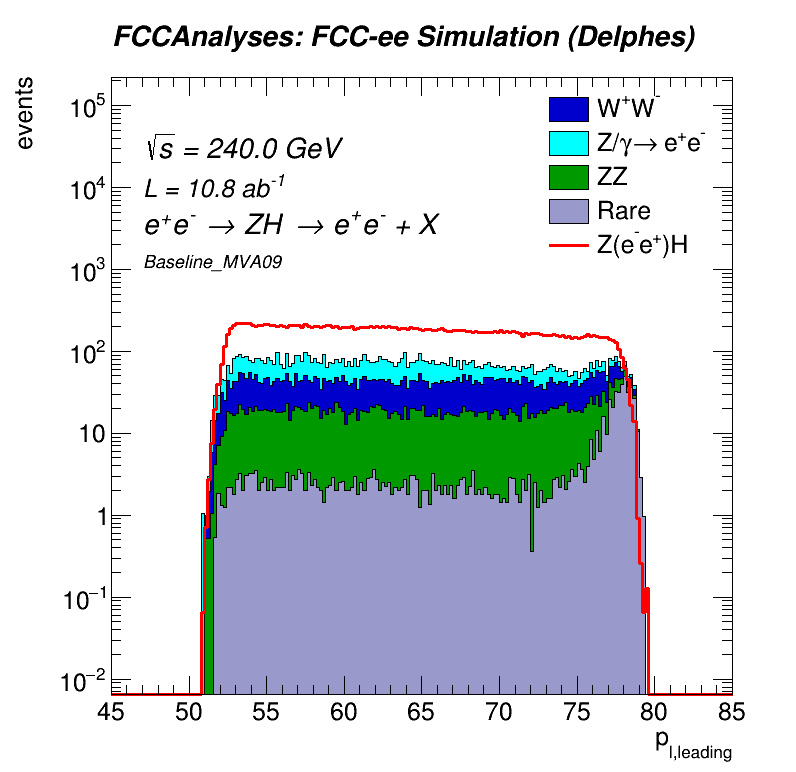 FCCAnalyses: FCC-ee Simulation (Delphes)
events
10⁵
10⁴
10³
10²
10
1
10⁻¹
10⁻²
√s = 240.0 GeV
L = 10.8 ab⁻¹
e⁺e⁻ → ZH → e⁺e⁻ + X
Baseline_MVA09
W⁺W⁻
Z/γ → e⁺e⁻
ZZ
Rare
Z(e⁻e⁺)H
45 50 55 60 65 70 75 80 85
p_l,leading